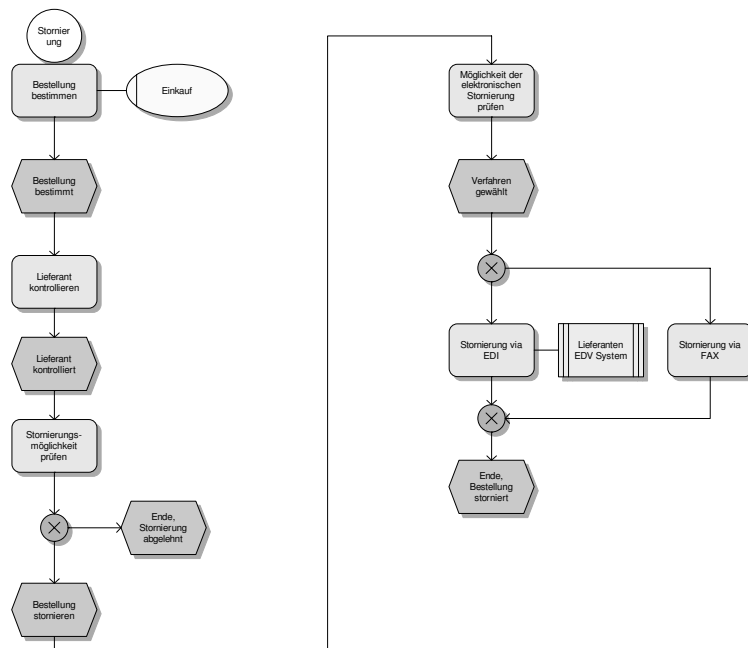 Stornier
ung
Bestellung
bestimmen
Einkauf
Bestellung
bestimmt
Lieferant
kontrollieren
Lieferant
kontrolliert
Stornierungs-
möglichkeit
prüfen
Ende,
Stornierung
abgelehnt
Bestellung
stornieren
Möglichkeit der
elektronischen
Stornierung
prüfen
Verfahren
gewählt
Stornierung via
EDI
Lieferanten
EDV System
Stornierung via
FAX
Ende,
Bestellung
storniert